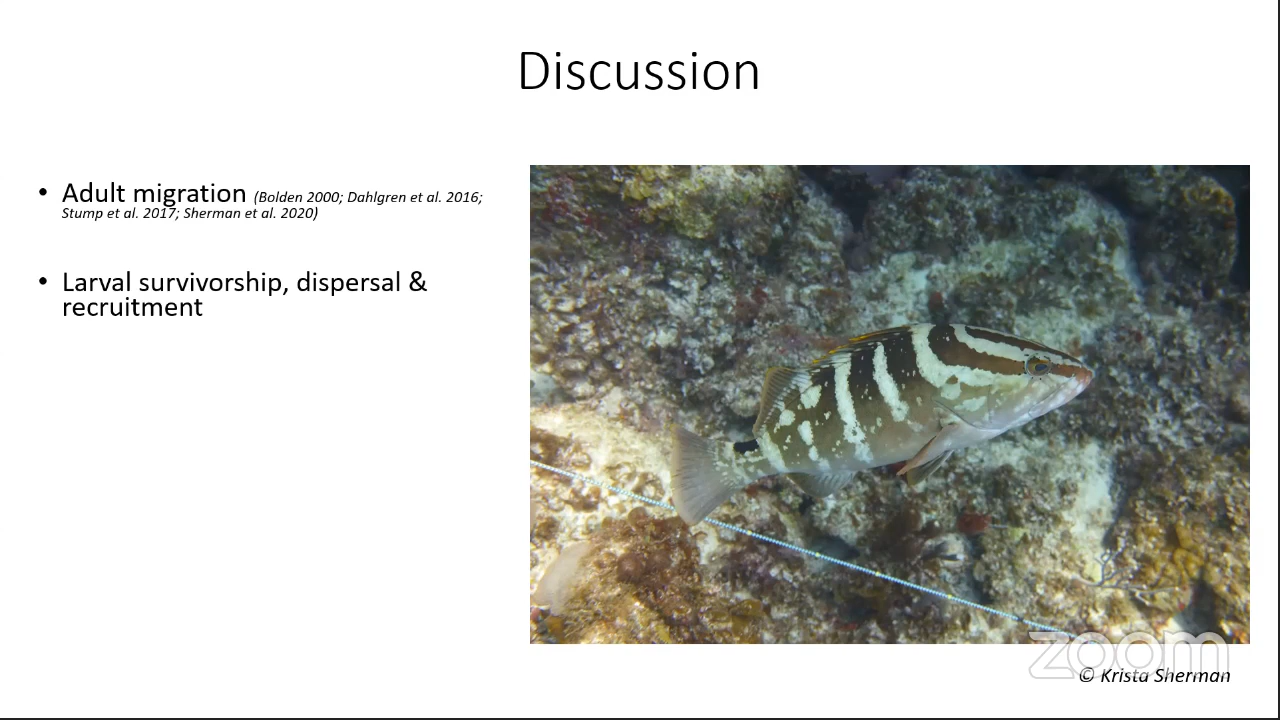 Discussion
• Adult migration (Bolden 2000; Dahlgren et al. 2016;
Stump et al. 2017; Sherman et al. 2020)
• Larval survivorship, dispersal &
recruitment
zoom
© Krista Sherman